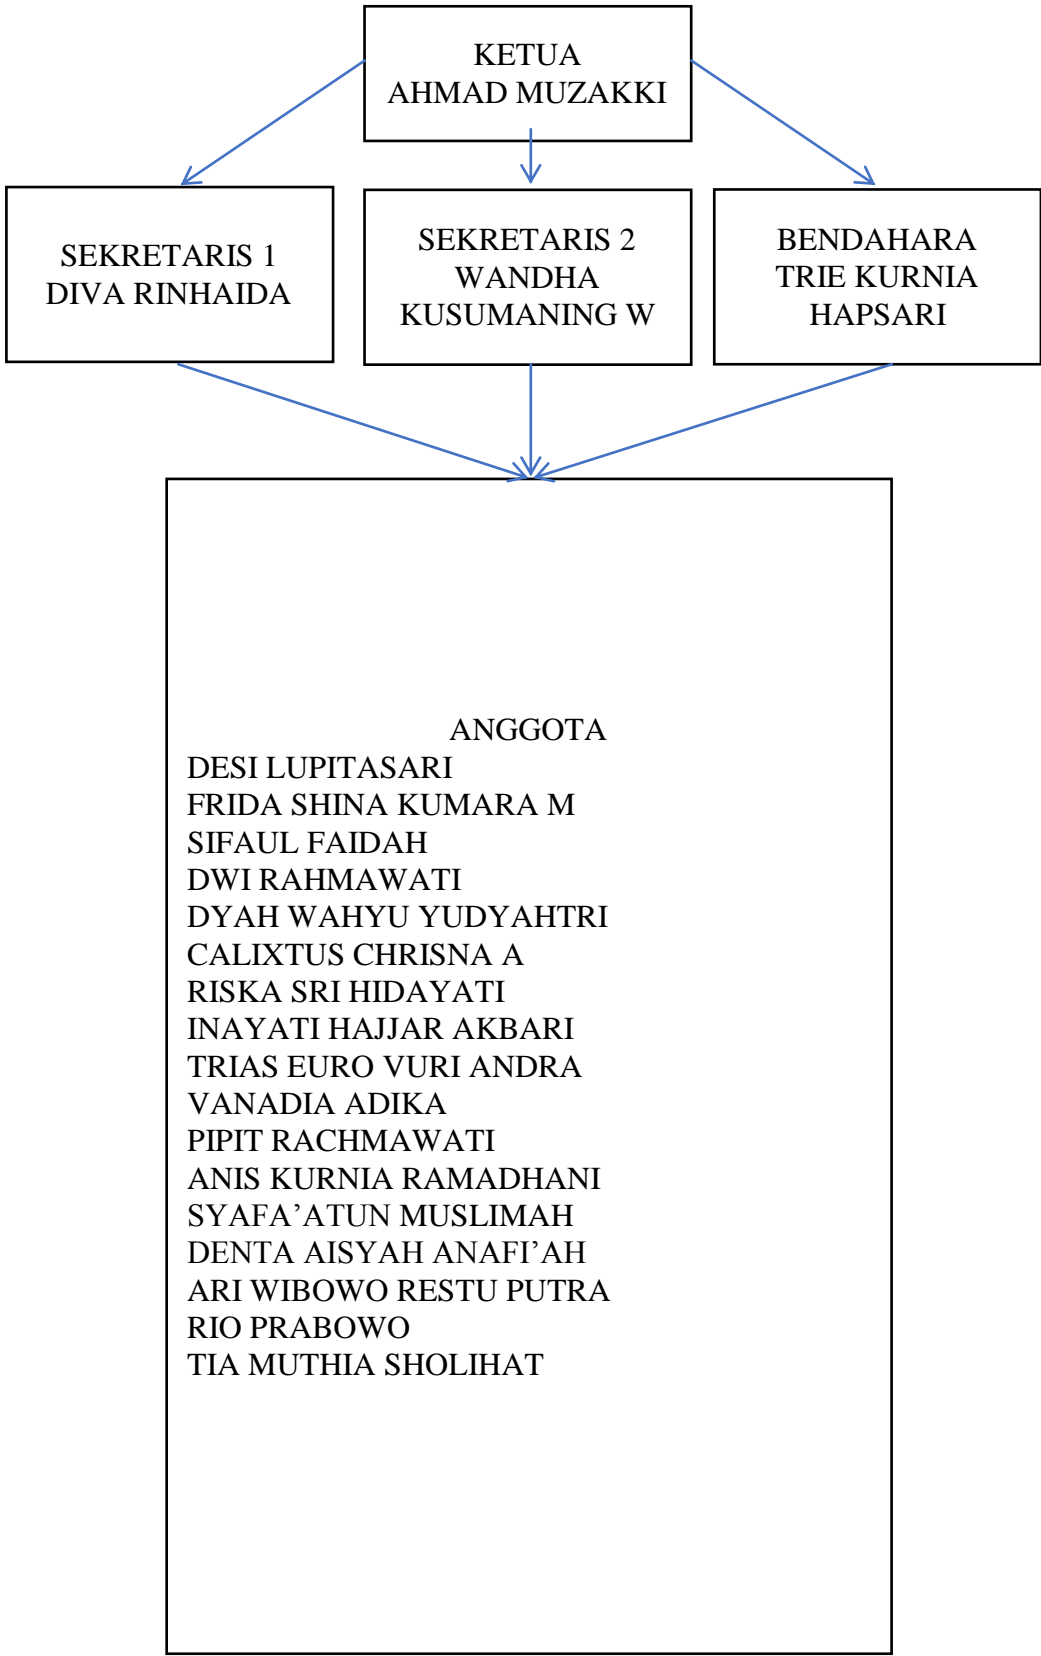 KETUA
AHMAD MUZAKKI
SEKRETARIS 1
DIVA RINHAIDA
SEKRETARIS 2
WANDHA
KUSUMANING W
BENDAHARA
TRIE KURNIA
HAPSARI
ANGGOTA
DESI LUPITASARI
FRIDA SHINA KUMARA M
SIFAUL FAIDAH
DWI RAHMAWATI
DYAH WAHYU YUDYAHTRI
CALIXTUS CHRISNA A
RISKA SRI HIDAYATI
INAYATI HAJJAR AKBARI
TRIAS EURO VURI ANDRA
VANADIA ADIKA
PIPIT RACHMAWATI
ANIS KURNIA RAMADHANI
SYAFA’ATUN MUSLIMAH
DENTA AISYAH ANAFI’AH
ARI WIBOWO RESTU PUTRA
RIO PRABOWO
TIA MUTHIA SHOLIHAT